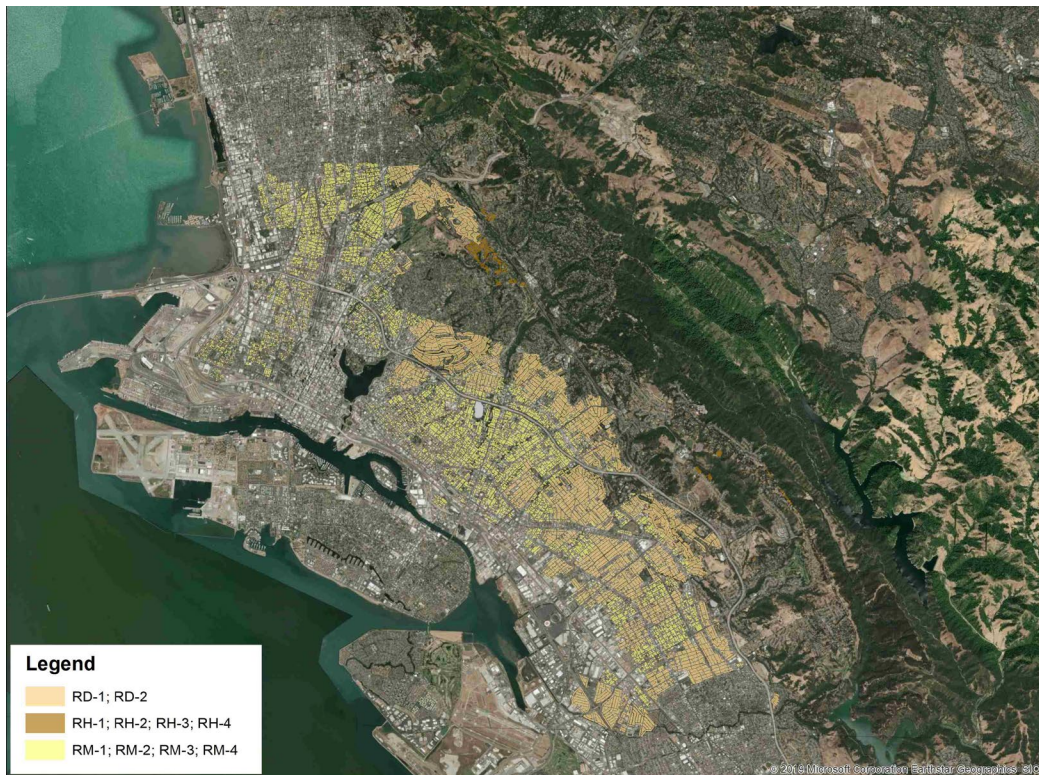 Legend
RD-1; RD-2
RH-1; RH-2; RH-3; RH-4
RM-1; RM-2; RM-3; RM-4
© 2019 Microsoft Corporation Earthstar Geographics SIO